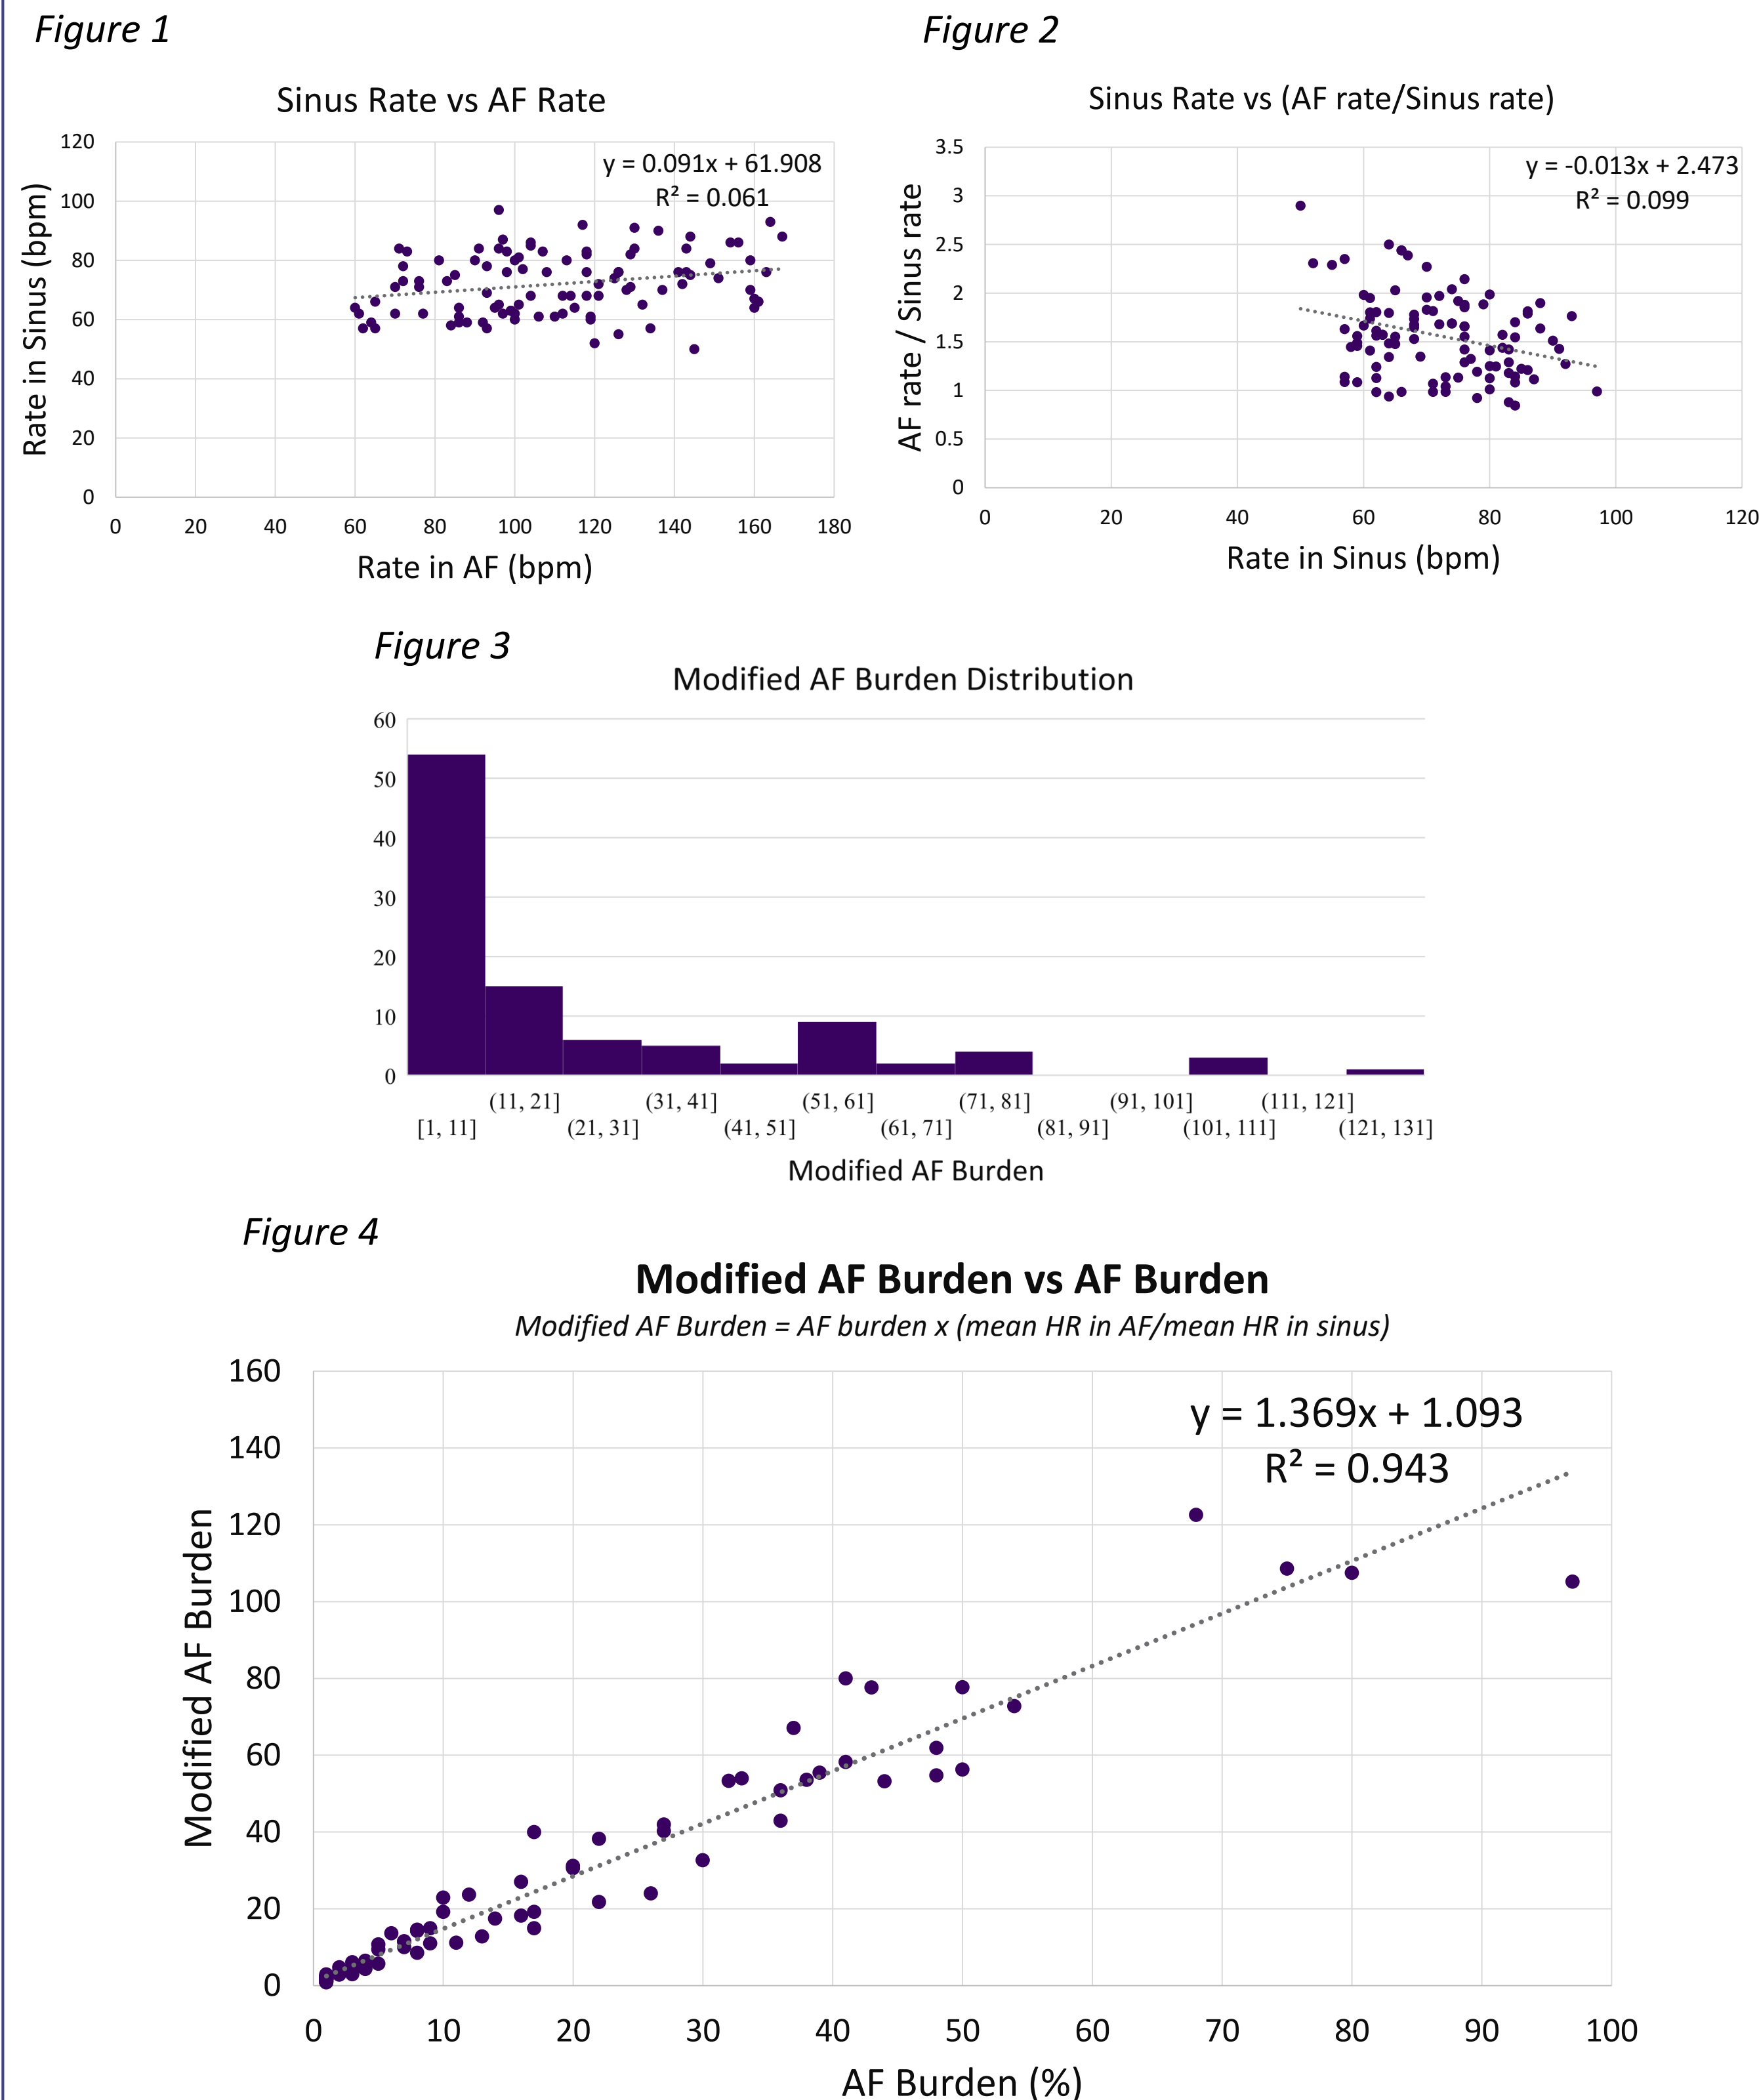 Figure 1
Sinus Rate vs AF Rate
y = 0.091x + 61.908
R² = 0.061
Rate in Sinus (bpm)
120
100
80
60
40
20
0
0 20 40 60 80 100 120 140 160 180
Rate in AF (bpm)
Figure 2
Sinus Rate vs (AF rate/Sinus rate)
y = -0.013x + 2.473
R² = 0.099
AF rate / Sinus rate
3.5
3
2.5
2
1.5
1
0.5
0
0 20 40 60 80 100 120
Rate in Sinus (bpm)
Figure 3
Modified AF Burden Distribution
60
50
40
30
20
10
0
(11, 21] (31, 41] (51, 61] (71, 81] (91, 101] (111, 121]
[1, 11] (21, 31] (41, 51] (61, 71] (81, 91] (101, 111] (121, 131]
Modified AF Burden
Figure 4
Modified AF Burden vs AF Burden
Modified AF Burden = AF burden x (mean HR in AF/mean HR in sinus)
y = 1.369x + 1.093
R² = 0.943
Modified AF Burden
160
140
120
100
80
60
40
20
0
0 10 20 30 40 50 60 70 80 90 100
AF Burden (%)